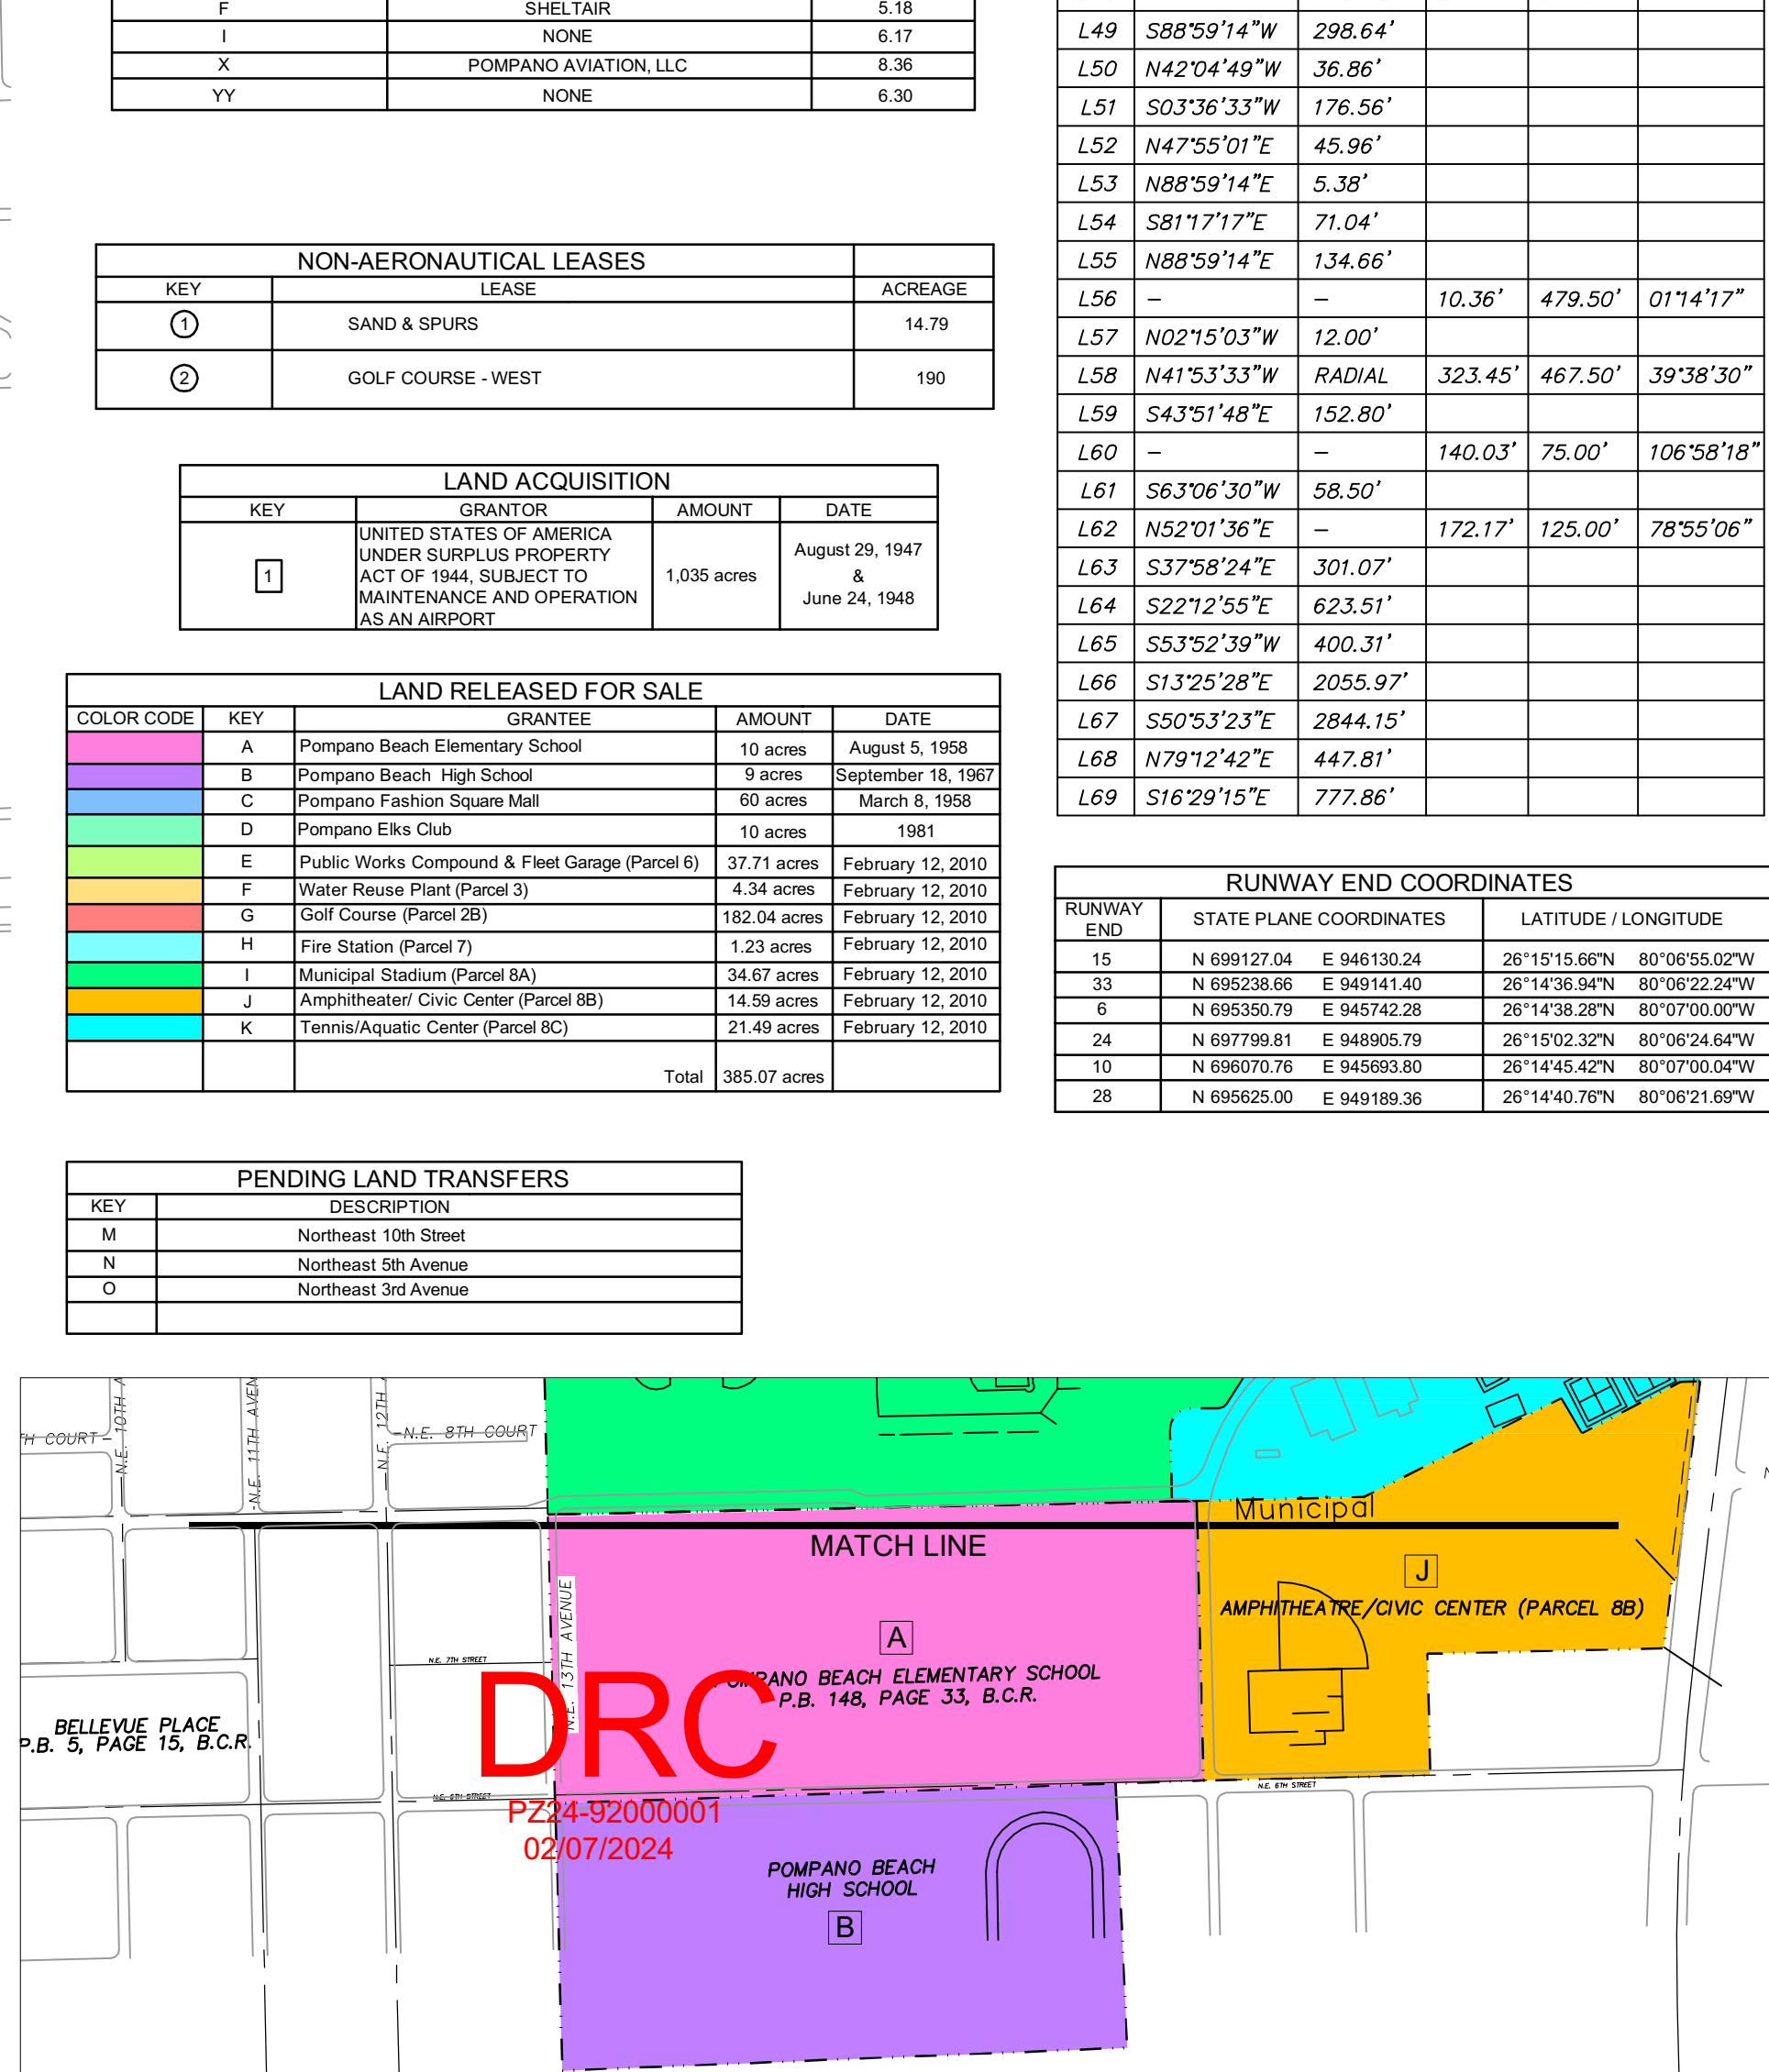 F SHELTAIR 5.18
I NONE 6.17
X POMPANO AVIATION, LLC 8.36
YY NONE 6.30
NON-AERONAUTICAL LEASES
KEY LEASE ACREAGE
1 SAND & SPURS 14.79
2 GOLF COURSE - WEST 190
LAND ACQUISITION
KEY GRANTOR AMOUNT DATE
1 UNITED STATES OF AMERICA
UNDER SURPLUS PROPERTY
ACT OF 1944, SUBJECT TO
MAINTENANCE AND OPERATION
AS AN AIRPORT
1,035 acres
August 29, 1947
&
June 24, 1948
LAND RELEASED FOR SALE
COLOR CODE KEY GRANTEE AMOUNT DATE
A Pompano Beach Elementary School 10 acres August 5, 1958
B Pompano Beach High School 9 acres September 18, 1967
C Pompano Fashion Square Mall 60 acres March 8, 1958
D Pompano Elks Club 10 acres 1981
E Public Works Compound & Fleet Garage (Parcel 6) 37.71 acres February 12, 2010
F Water Reuse Plant (Parcel 3) 4.34 acres February 12, 2010
G Golf Course (Parcel 2B) 182.04 acres February 12, 2010
H Fire Station (Parcel 7) 1.23 acres February 12, 2010
I Municipal Stadium (Parcel 8A) 34.67 acres February 12, 2010
J Amphitheater/ Civic Center (Parcel 8B) 14.59 acres February 12, 2010
K Tennis/Aquatic Center (Parcel 8C) 21.49 acres February 12, 2010
Total 385.07 acres
PENDING LAND TRANSFERS
KEY DESCRIPTION
M Northeast 10th Street
N Northeast 5th Avenue
O Northeast 3rd Avenue
L49 S88°59'14"W 298.64'
L50 N42°04'49"W 36.86'
L51 S03°36'33"W 176.56'
L52 N47°55'01"E 45.96'
L53 N88°59'14"E 5.38'
L54 S81°17'17"E 71.04'
L55 N88°59'14"E 134.66'
L56 – – 10.36' 479.50' 01°14'17"
L57 N02°15'03"W 12.00'
L58 N41°53'33"W RADIAL 323.45' 467.50' 39°38'30"
L59 S43°51'48"E 152.80'
L60 – – 140.03' 75.00' 106°58'18"
L61 S63°06'30"W 58.50'
L62 N52°01'36"E – 172.17' 125.00' 78°55'06"
L63 S37°58'24"E 301.07'
L64 S22°12'55"E 623.51'
L65 S53°52'39"W 400.31'
L66 S13°25'28"E 2055.97'
L67 S50°53'23"E 2844.15'
L68 N79°12'42"E 447.81'
L69 S16°29'15"E 777.86'
RUNWAY END COORDINATES
RUNWAY END STATE PLANE COORDINATES LATITUDE / LONGITUDE
15 N 699127.04 E 946130.24 26°15'15.66"N 80°06'55.02"W
33 N 695238.66 E 949141.40 26°14'36.94"N 80°06'22.24"W
6 N 695350.79 E 945742.28 26°14'38.28"N 80°07'00.00"W
24 N 697799.81 E 948905.79 26°15'02.32"N 80°06'24.64"W
10 N 696070.76 E 945693.80 26°14'45.42"N 80°07'00.04"W
28 N 695625.00 E 949189.36 26°14'40.76"N 80°06'21.69"W
TH COURT
N.E. 10TH A
N.E. 11TH AVEN
N.E. 12TH
N.E. 8TH COURT
Municipal
MATCH LINE
J
AMPHITHEATRE/CIVIC CENTER (PARCEL 8B)
N.E. 13TH AVENUE
A
POMPANO BEACH ELEMENTARY SCHOOL
P.B. 148, PAGE 33, B.C.R.
N.E. 7TH STREET
BELLEVUE PLACE
P.B. 5, PAGE 15, B.C.R.
DRC
N.E. 6TH STREET
N.E. 6TH STREET
PZ24-92000001
02/07/2024
POMPANO BEACH
HIGH SCHOOL
B